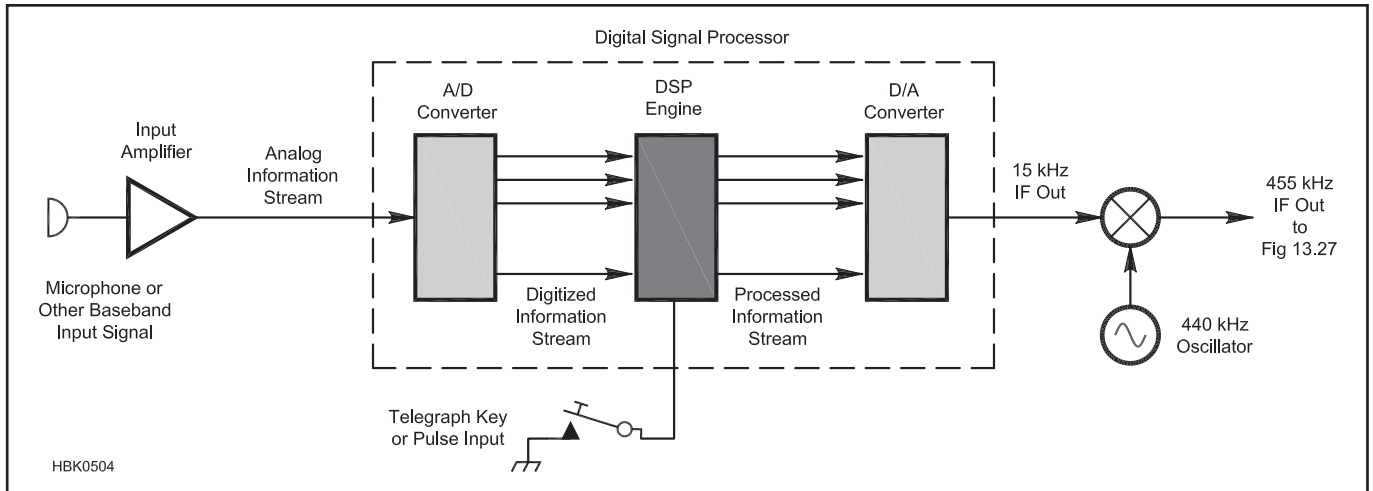 Digital Signal Processor
A/D
Converter
DSP
Engine
D/A
Converter
Input
Amplifier
Analog
Information
Stream
15 kHz
IF Out
455 kHz
IF Out
to
Fig 13.27
Microphone or
Other Baseband
Input Signal
Digitized
Information
Stream
Processed
Information
Stream
440 kHz
Oscillator
Telegraph Key
or Pulse Input
HBK0504